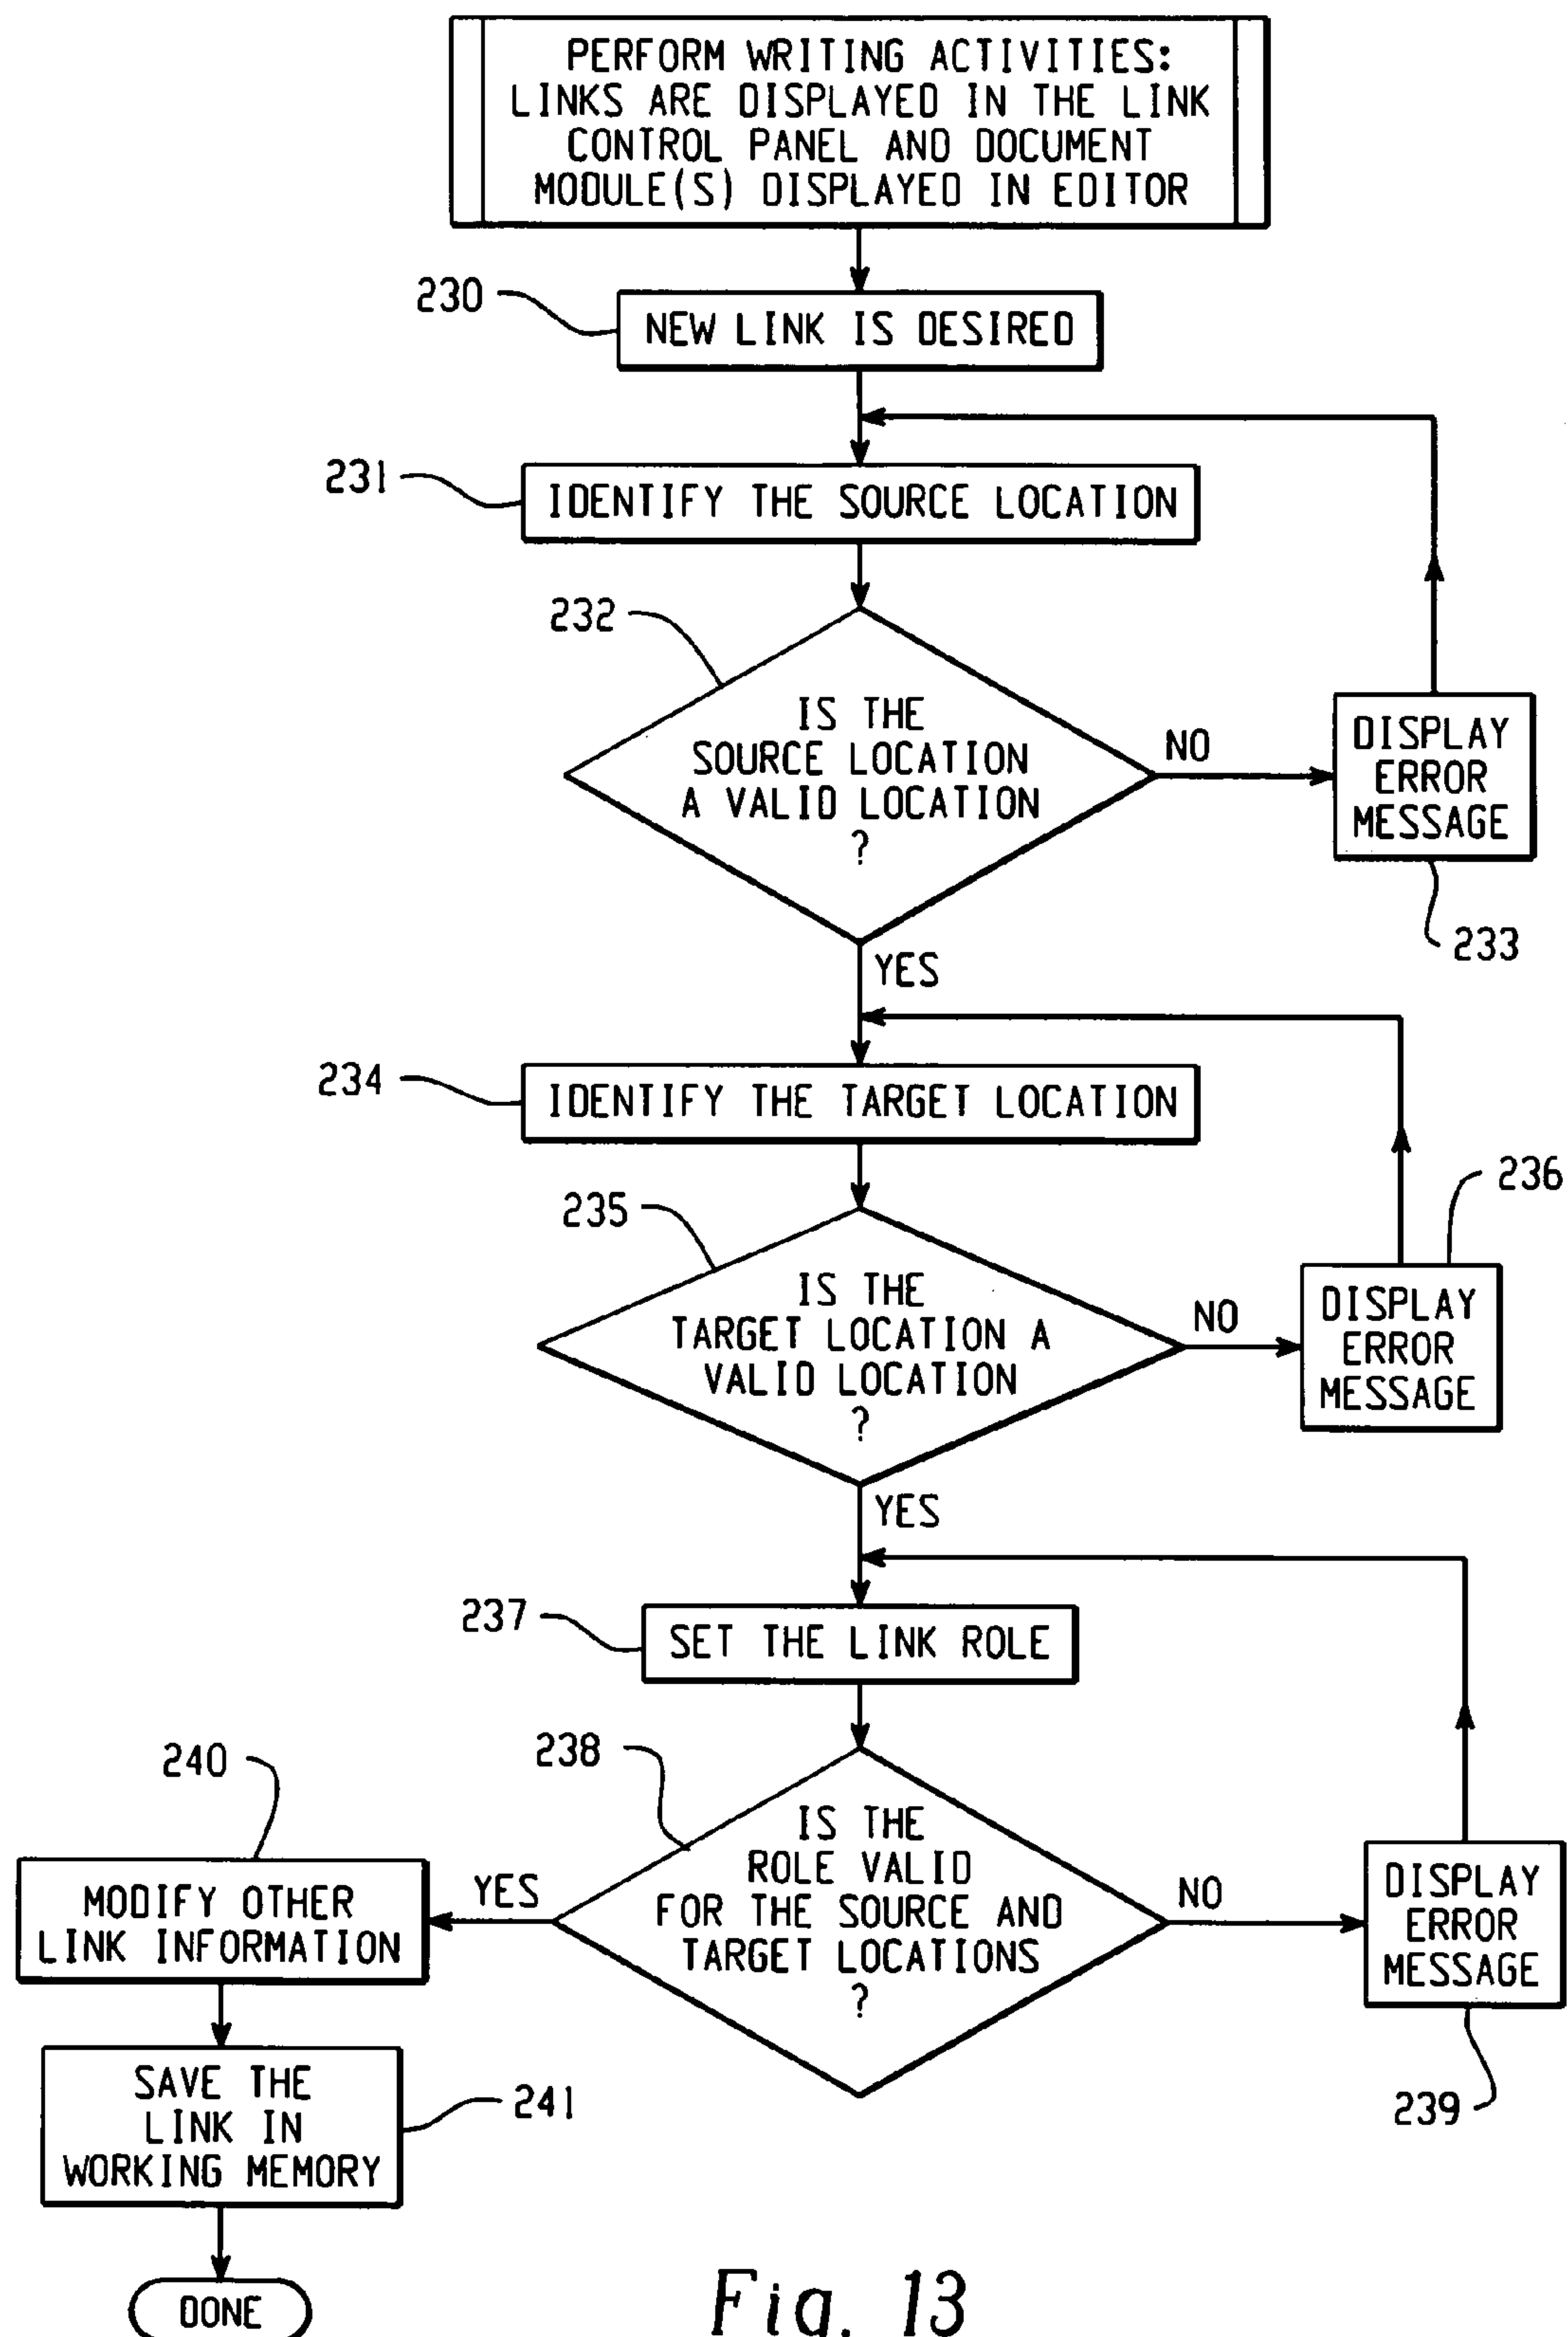 PERFORM WRITING ACTIVITIES:
LINKS ARE DISPLAYED IN THE LINK
CONTROL PANEL AND DOCUMENT
MODULE(S) DISPLAYED IN EDITOR
230
NEW LINK IS DESIRED
231
IDENTIFY THE SOURCE LOCATION
232
IS THE
SOURCE LOCATION
A VALID LOCATION
?
NO
DISPLAY
ERROR
MESSAGE
233
YES
234
IDENTIFY THE TARGET LOCATION
235
IS THE
TARGET LOCATION A
VALID LOCATION
?
NO
236
DISPLAY
ERROR
MESSAGE
YES
237
SET THE LINK ROLE
238
IS THE
ROLE VALID
FOR THE SOURCE AND
TARGET LOCATIONS
?
NO
DISPLAY
ERROR
MESSAGE
239
YES
240
MODIFY OTHER
LINK INFORMATION
SAVE THE
LINK IN
WORKING MEMORY
241
DONE
Fig. 13